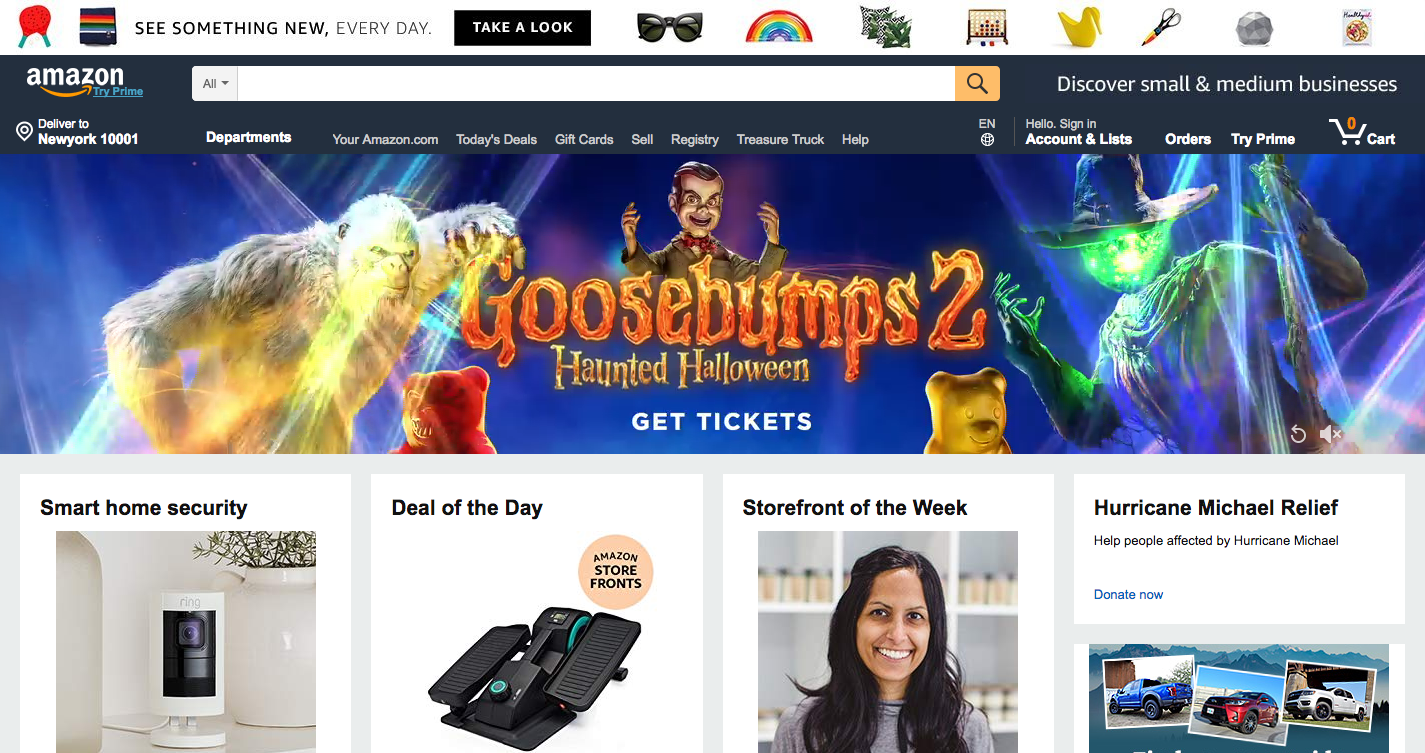 SEE SOMETHING NEW, EVERY DAY.
TAKE A LOOK
amazon
Try Prime
All
Discover small & medium businesses
Deliver to
Newyork 10001
Departments
Your Amazon.com
Today's Deals
Gift Cards
Sell
Registry
Treasure Truck
Help
EN
Hello. Sign in
Account & Lists
Orders
Try Prime
0
Cart
GOOSEBUMPS 2
HAUNTED HALLOWEEN
GET TICKETS
Smart home security
ring
Deal of the Day
AMAZON
STORE
FRONTS
Storefront of the Week
Hurricane Michael Relief
Help people affected by Hurricane Michael
Donate now